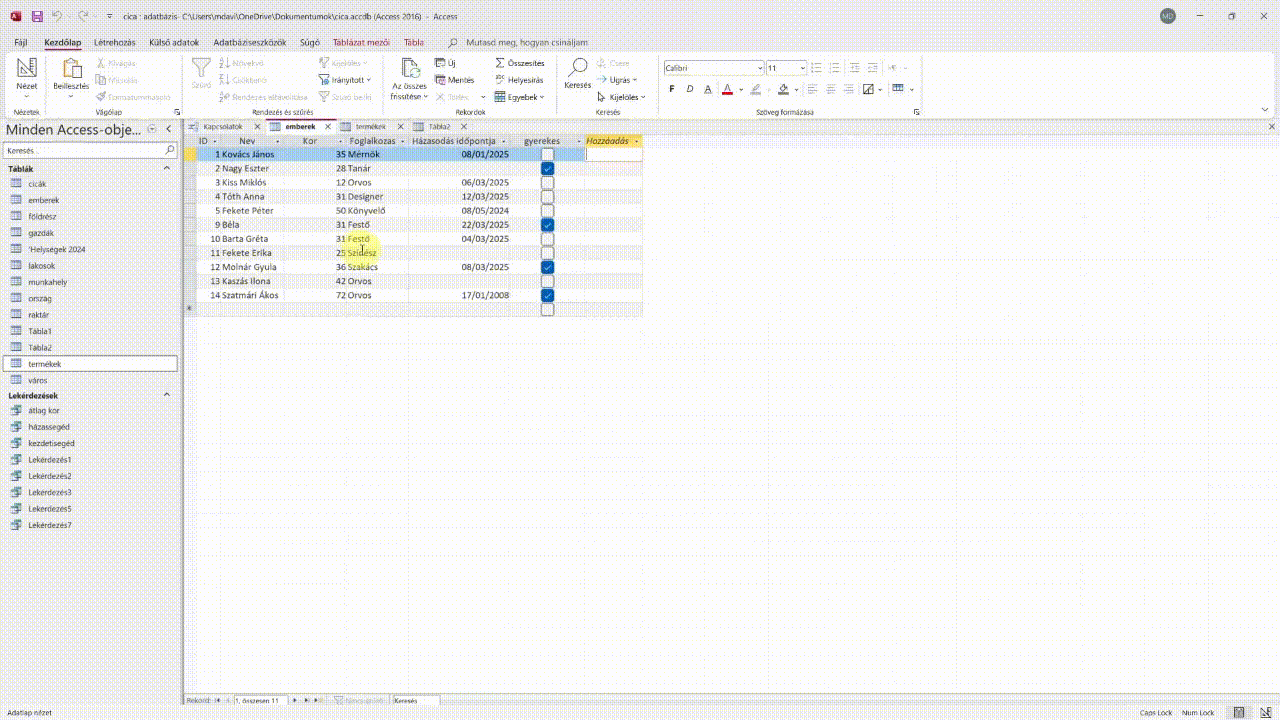 cica : adatbázis- C:\Users\mdavi\OneDrive\Dokumentumok\cica.accdb (Access 2016) - Access
MD
Fájl Kezdőlap Létrehozás Külső adatok Adatbáziseszközök Súgó Táblázat mezői Tábla Mutasd meg, hogyan csináljam
Nézet
Nézetek
Beillesztés
Kivágás
Másolás
Formátummásoló
Vágólap
Szűrő
Növekvő
Csökkenő
Rendezés eltávolítása
Kijelölés
Irányított
Szűrő be/ki
Rendezés és szűrés
Az összes frissítése
Új
Mentés
Törlés
Összesítés
Helyesírás
Egyebek
Rekordok
Keresés
Csere
Ugrás
Kijelölés
Keresés
Calibri 11
F D A A
Szöveg formázása
Minden Access-obje...
Keresés
Táblák
cicák
emberek
földrész
gazdák
'Helységek 2024
lakosok
munkahely
ország
raktár
Tábla1
Tábla2
termékek
város
Lekérdezések
átlag kor
házassegéd
kezdetisegéd
Lekérdezés1
Lekérdezés2
Lekérdezés3
Lekérdezés5
Lekérdezés7
Kapcsolatok emberek termékek Tábla2
ID Nev Kor Foglalkozas Házasodás időpontja gyerekes Hozzáadás
1 Kovács János 35 Mérnök 08/01/2025
2 Nagy Eszter 28 Tanár
3 Kiss Miklós 12 Orvos 06/03/2025
4 Tóth Anna 31 Designer 12/03/2025
5 Fekete Péter 50 Könyvelő 08/05/2024
9 Béla 31 Festő 22/03/2025
10 Barta Gréta 31 Festő 04/03/2025
11 Fekete Erika 25 Színész
12 Molnár Gyula 36 Szakács 08/03/2025
13 Kaszás Ilona 42 Orvos
14 Szatmári Ákos 72 Orvos 17/01/2008
Rekord: 1, összesen 11 Nincs szűrő Keresés
Adatlap nézet
Caps Lock Num Lock